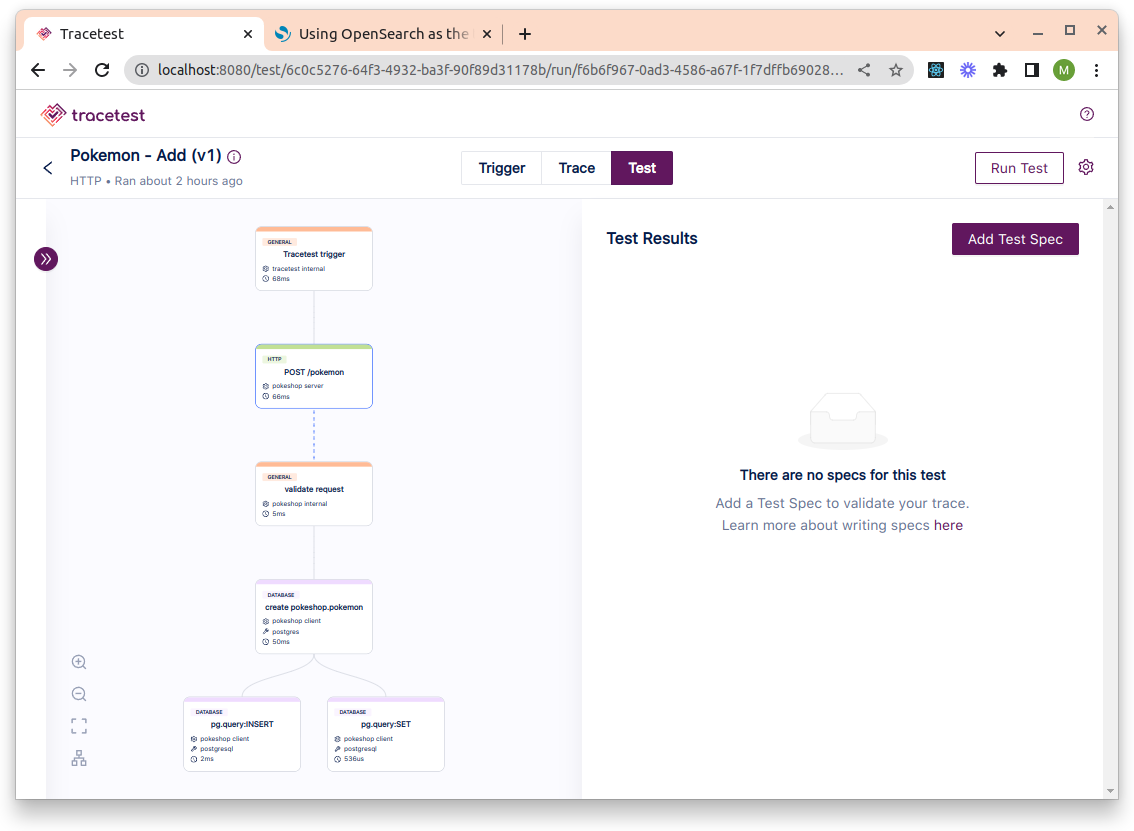 Tracetest
Using OpenSearch as the
localhost:8080/test/6c0c5276-64f3-4932-ba3f-90f89d31178b/run/f6b6f967-0ad3-4586-a67f-1f7dffb69028...
M
tracetest
Pokemon - Add (v1)
HTTP • Ran about 2 hours ago
Trigger
Trace
Test
Run Test
GENERAL
Tracetest trigger
tracetest internal
68ms
HTTP
POST /pokemon
pokeshop server
66ms
GENERAL
validate request
pokeshop internal
5ms
DATABASE
create pokeshop.pokemon
pokeshop client
postgres
50ms
DATABASE
pg.query:INSERT
pokeshop client
postgresql
2ms
DATABASE
pg.query:SET
pokeshop client
postgresql
536us
Test Results
Add Test Spec
There are no specs for this test
Add a Test Spec to validate your trace.
Learn more about writing specs here